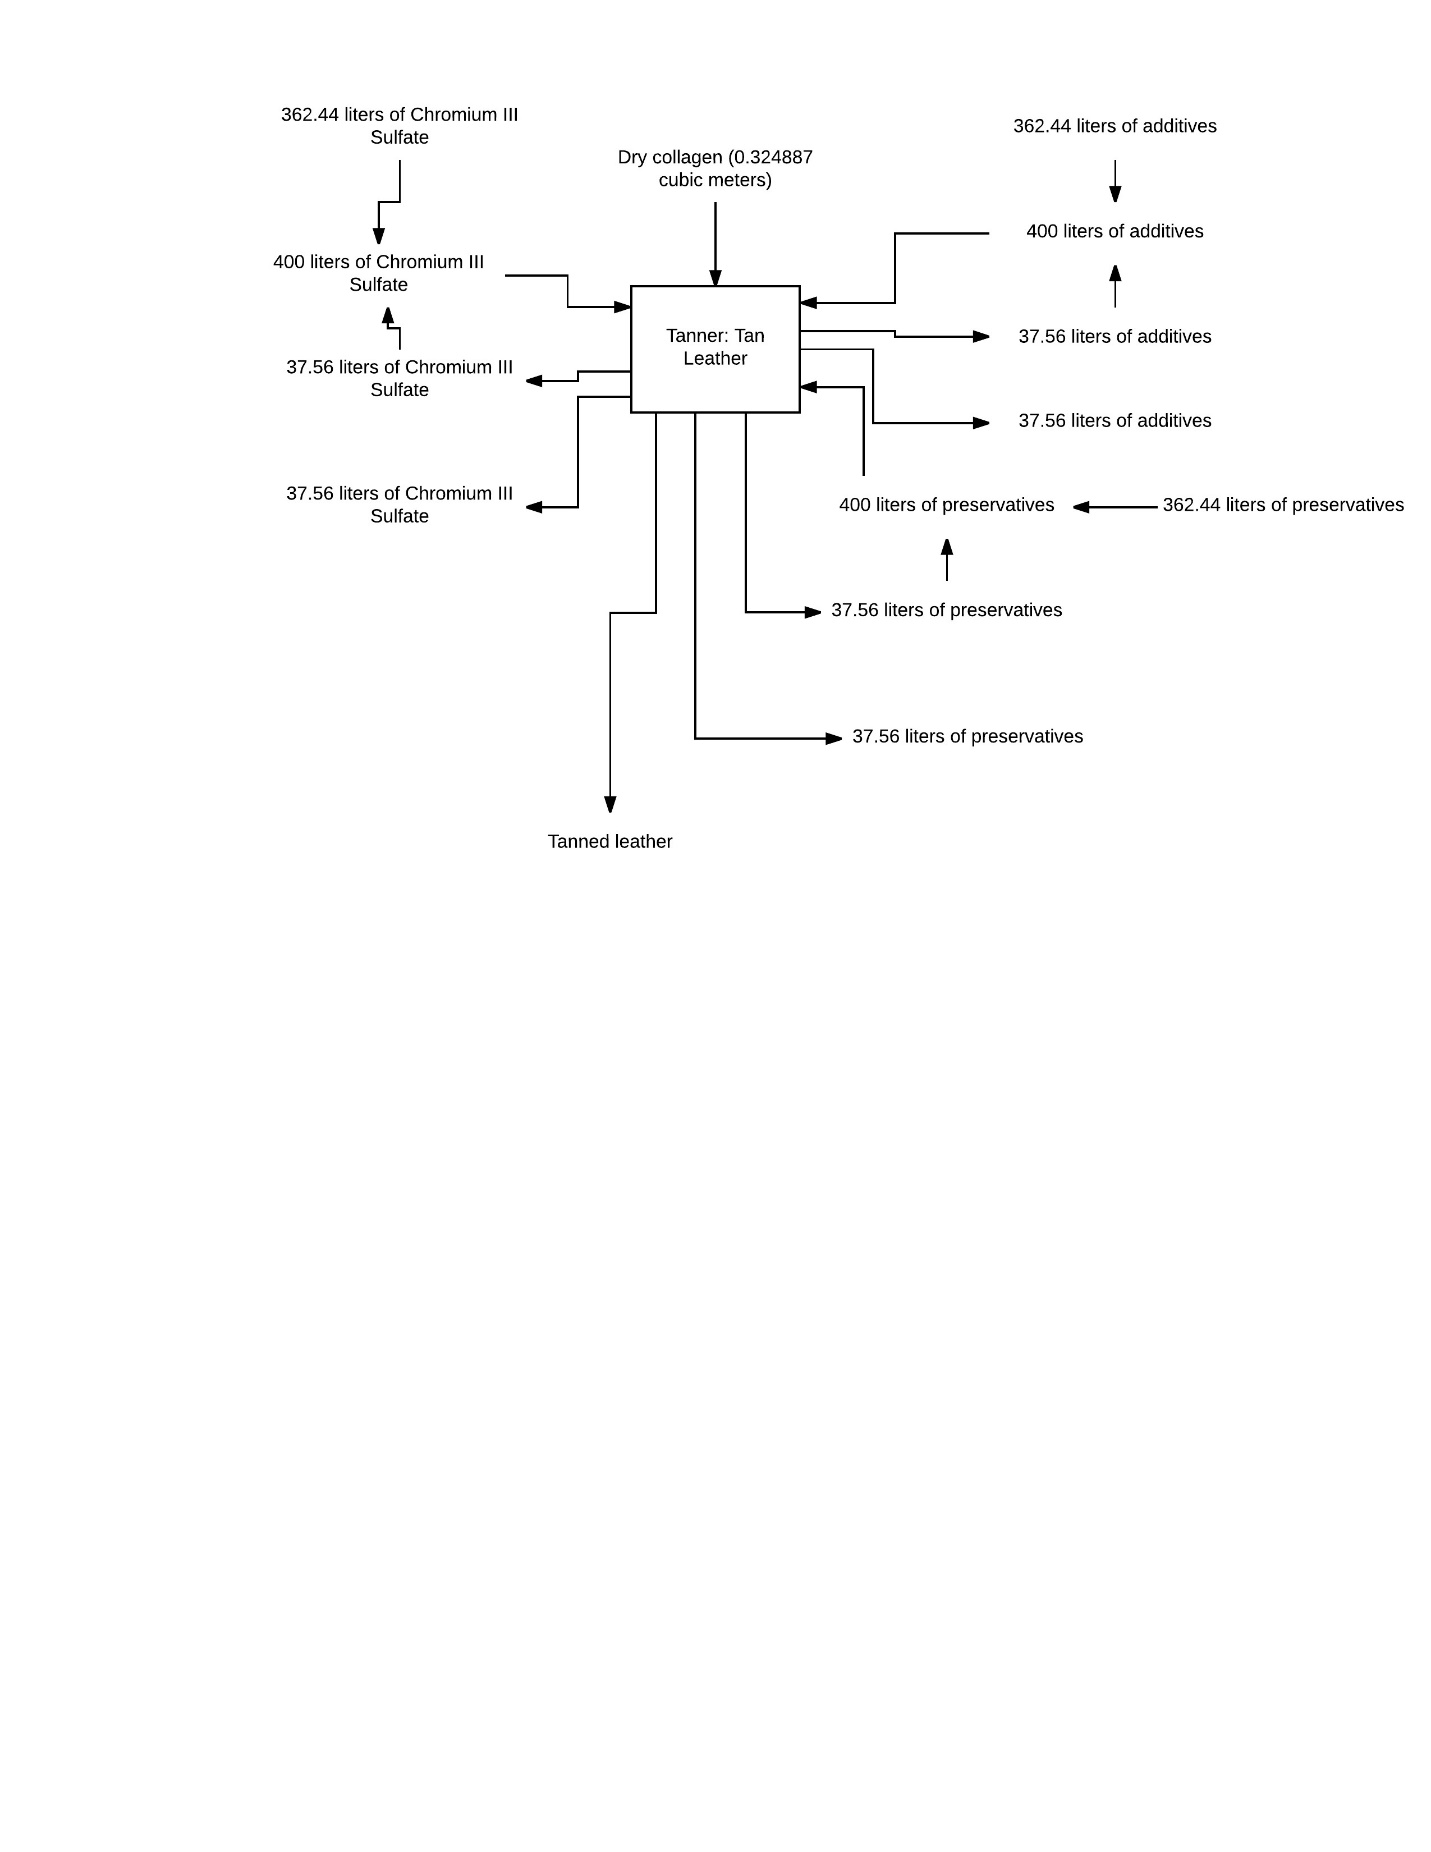 362.44 liters of Chromium III
Sulfate
362.44 liters of additives
Dry collagen (0.324887
cubic meters)
400 liters of additives
400 liters of Chromium III
Sulfate
Tanner: Tan
Leather
37.56 liters of additives
37.56 liters of Chromium III
Sulfate
37.56 liters of additives
37.56 liters of Chromium III
Sulfate
400 liters of preservatives
362.44 liters of preservatives
37.56 liters of preservatives
37.56 liters of preservatives
Tanned leather